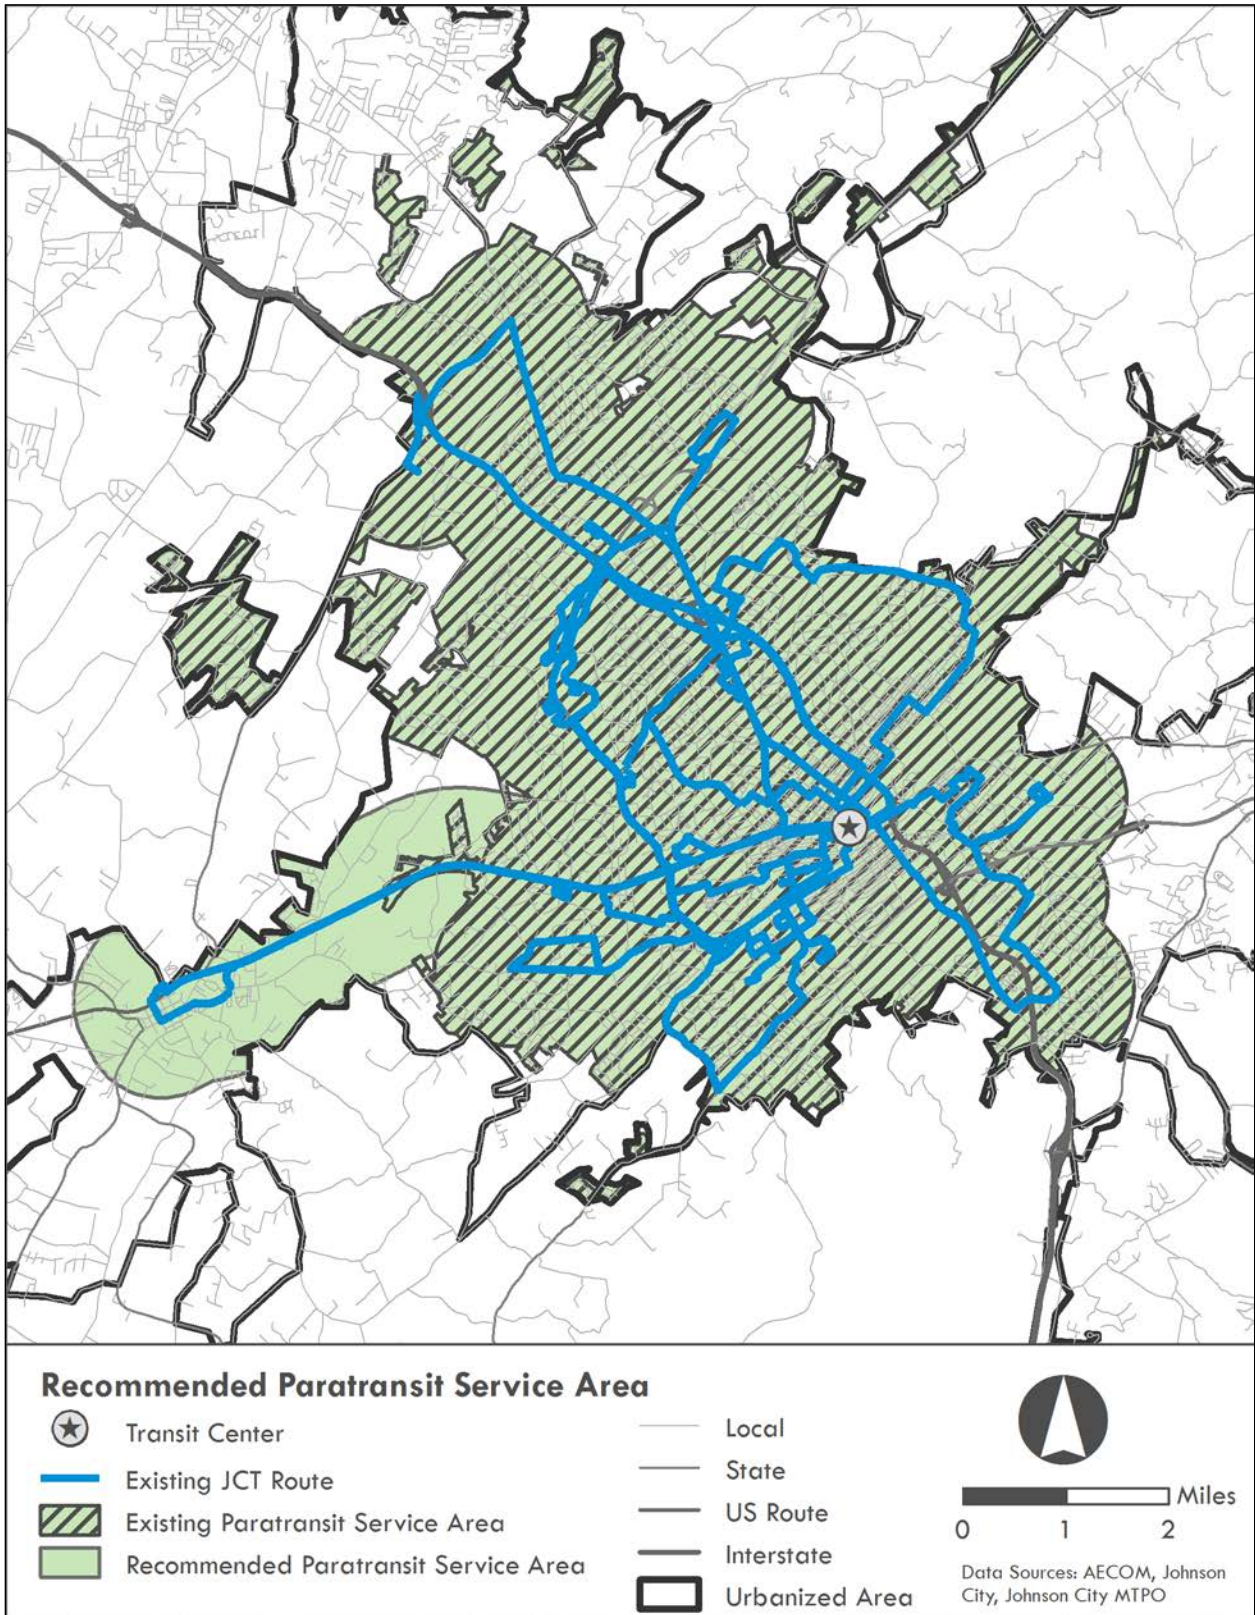 Recommended Paratransit Service Area
Transit Center
Existing JCT Route
Existing Paratransit Service Area
Recommended Paratransit Service Area
Local
State
US Route
Interstate
Urbanized Area
Miles
0 1 2
Data Sources: AECOM, Johnson
City, Johnson City MTPO